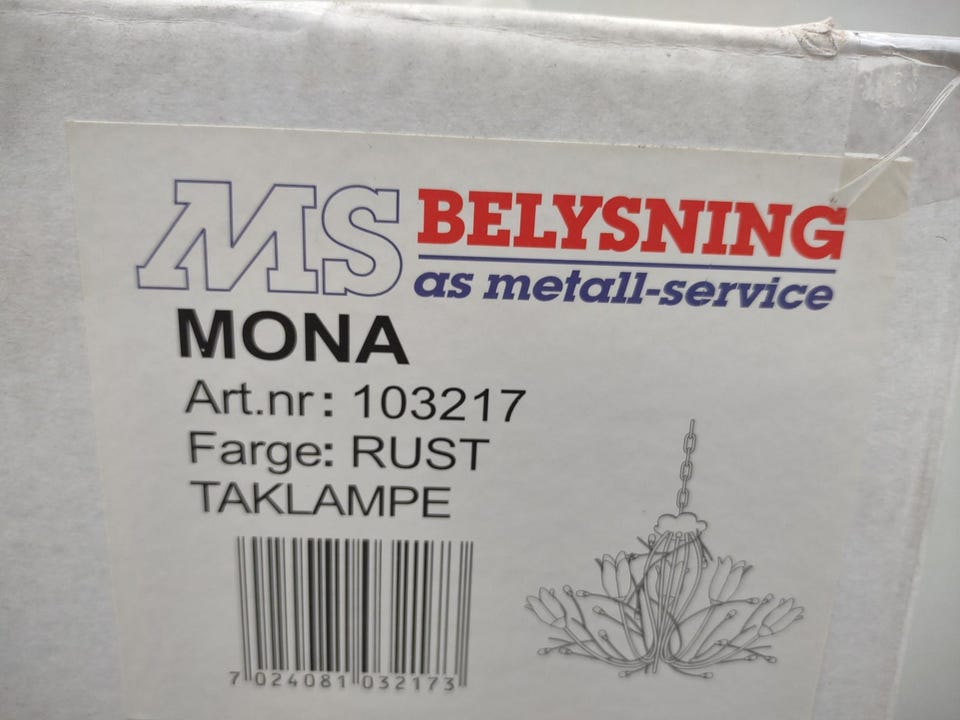 MS BELYSNING
as metall-service
MONA
Art.nr: 103217
Farge: RUST
TAKLAMPE
7 024081 032173